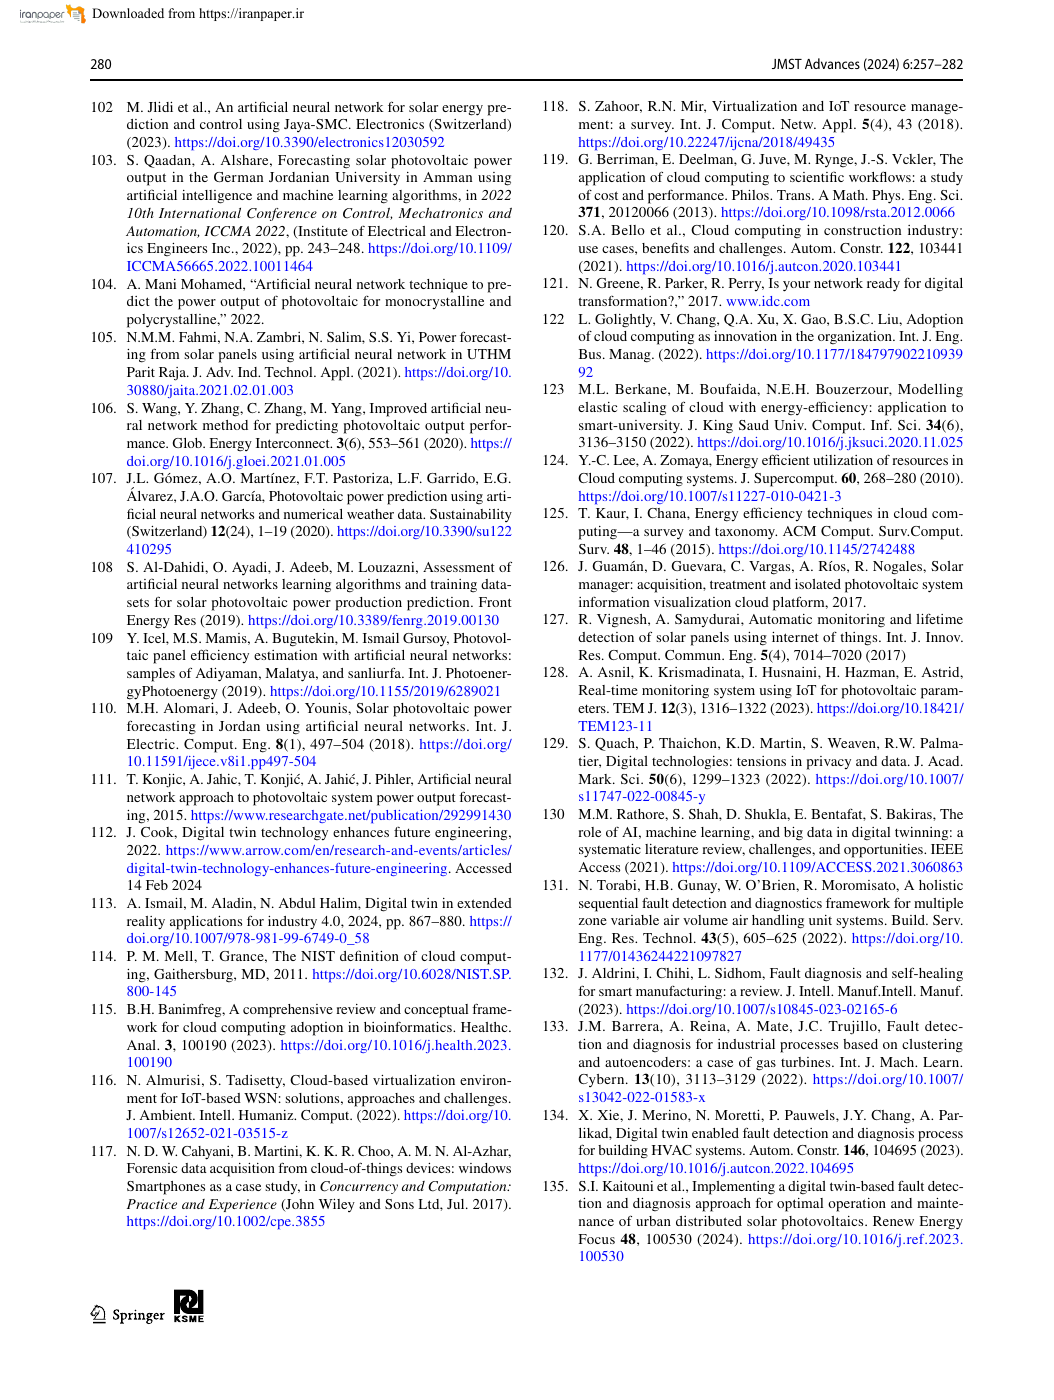 iranpaper
Downloaded from https://iranpaper.ir
280
JMST Advances (2024) 6:257–282
102 M. Jlidi et al., An artificial neural network for solar energy pre-
diction and control using Jaya-SMC. Electronics (Switzerland)
(2023). https://doi.org/10.3390/electronics12030592
103. S. Qaadan, A. Alshare, Forecasting solar photovoltaic power
output in the German Jordanian University in Amman using
artificial intelligence and machine learning algorithms, in 2022
10th International Conference on Control, Mechatronics and
Automation, ICCMA 2022, (Institute of Electrical and Electron-
ics Engineers Inc., 2022), pp. 243–248. https://doi.org/10.1109/
ICCMA56665.2022.10011464
104. A. Mani Mohamed, “Artificial neural network technique to pre-
dict the power output of photovoltaic for monocrystalline and
polycrystalline,” 2022.
105. N.M.M. Fahmi, N.A. Zambri, N. Salim, S.S. Yi, Power forecast-
ing from solar panels using artificial neural network in UTHM
Parit Raja. J. Adv. Ind. Technol. Appl. (2021). https://doi.org/10.
30880/jaita.2021.02.01.003
106. S. Wang, Y. Zhang, C. Zhang, M. Yang, Improved artificial neu-
ral network method for predicting photovoltaic output perfor-
mance. Glob. Energy Interconnect. 3(6), 553–561 (2020). https://
doi.org/10.1016/j.gloei.2021.01.005
107. J.L. Gómez, A.O. Martínez, F.T. Pastoriza, L.F. Garrido, E.G.
Álvarez, J.A.O. García, Photovoltaic power prediction using arti-
ficial neural networks and numerical weather data. Sustainability
(Switzerland) 12(24), 1–19 (2020). https://doi.org/10.3390/su122
410295
108 S. Al-Dahidi, O. Ayadi, J. Adeeb, M. Louzazni, Assessment of
artificial neural networks learning algorithms and training data-
sets for solar photovoltaic power production prediction. Front
Energy Res (2019). https://doi.org/10.3389/fenrg.2019.00130
109 Y. Icel, M.S. Mamis, A. Bugutekin, M. Ismail Gursoy, Photovol-
taic panel efficiency estimation with artificial neural networks:
samples of Adiyaman, Malatya, and sanliurfa. Int. J. Photoener-
gyPhotoenergy (2019). https://doi.org/10.1155/2019/6289021
110. M.H. Alomari, J. Adeeb, O. Younis, Solar photovoltaic power
forecasting in Jordan using artificial neural networks. Int. J.
Electric. Comput. Eng. 8(1), 497–504 (2018). https://doi.org/
10.11591/ijece.v8i1.pp497-504
111. T. Konjic, A. Jahic, T. Konjić, A. Jahić, J. Pihler, Artificial neural
network approach to photovoltaic system power output forecast-
ing, 2015. https://www.researchgate.net/publication/292991430
112. J. Cook, Digital twin technology enhances future engineering,
2022. https://www.arrow.com/en/research-and-events/articles/
digital-twin-technology-enhances-future-engineering. Accessed
14 Feb 2024
113. A. Ismail, M. Aladin, N. Abdul Halim, Digital twin in extended
reality applications for industry 4.0, 2024, pp. 867–880. https://
doi.org/10.1007/978-981-99-6749-0_58
114. P. M. Mell, T. Grance, The NIST definition of cloud comput-
ing, Gaithersburg, MD, 2011. https://doi.org/10.6028/NIST.SP.
800-145
115. B.H. Banimfreg, A comprehensive review and conceptual frame-
work for cloud computing adoption in bioinformatics. Healthc.
Anal. 3, 100190 (2023). https://doi.org/10.1016/j.health.2023.
100190
116. N. Almurisi, S. Tadisetty, Cloud-based virtualization environ-
ment for IoT-based WSN: solutions, approaches and challenges.
J. Ambient. Intell. Humaniz. Comput. (2022). https://doi.org/10.
1007/s12652-021-03515-z
117. N. D. W. Cahyani, B. Martini, K. K. R. Choo, A. M. N. Al-Azhar,
Forensic data acquisition from cloud-of-things devices: windows
Smartphones as a case study, in Concurrency and Computation:
Practice and Experience (John Wiley and Sons Ltd, Jul. 2017).
https://doi.org/10.1002/cpe.3855
118. S. Zahoor, R.N. Mir, Virtualization and IoT resource manage-
ment: a survey. Int. J. Comput. Netw. Appl. 5(4), 43 (2018).
https://doi.org/10.22247/ijcna/2018/49435
119. G. Berriman, E. Deelman, G. Juve, M. Rynge, J.-S. Vckler, The
application of cloud computing to scientific workflows: a study
of cost and performance. Philos. Trans. A Math. Phys. Eng. Sci.
371, 20120066 (2013). https://doi.org/10.1098/rsta.2012.0066
120. S.A. Bello et al., Cloud computing in construction industry:
use cases, benefits and challenges. Autom. Constr. 122, 103441
(2021). https://doi.org/10.1016/j.autcon.2020.103441
121. N. Greene, R. Parker, R. Perry, Is your network ready for digital
transformation?,” 2017. www.idc.com
122 L. Golightly, V. Chang, Q.A. Xu, X. Gao, B.S.C. Liu, Adoption
of cloud computing as innovation in the organization. Int. J. Eng.
Bus. Manag. (2022). https://doi.org/10.1177/184797902210939
92
123 M.L. Berkane, M. Boufaida, N.E.H. Bouzerzour, Modelling
elastic scaling of cloud with energy-efficiency: application to
smart-university. J. King Saud Univ. Comput. Inf. Sci. 34(6),
3136–3150 (2022). https://doi.org/10.1016/j.jksuci.2020.11.025
124. Y.-C. Lee, A. Zomaya, Energy efficient utilization of resources in
Cloud computing systems. J. Supercomput. 60, 268–280 (2010).
https://doi.org/10.1007/s11227-010-0421-3
125. T. Kaur, I. Chana, Energy efficiency techniques in cloud com-
puting—a survey and taxonomy. ACM Comput. Surv.Comput.
Surv. 48, 1–46 (2015). https://doi.org/10.1145/2742488
126. J. Guamán, D. Guevara, C. Vargas, A. Ríos, R. Nogales, Solar
manager: acquisition, treatment and isolated photovoltaic system
information visualization cloud platform, 2017.
127. R. Vignesh, A. Samydurai, Automatic monitoring and lifetime
detection of solar panels using internet of things. Int. J. Innov.
Res. Comput. Commun. Eng. 5(4), 7014–7020 (2017)
128. A. Asnil, K. Krismadinata, I. Husnaini, H. Hazman, E. Astrid,
Real-time monitoring system using IoT for photovoltaic param-
eters. TEM J. 12(3), 1316–1322 (2023). https://doi.org/10.18421/
TEM123-11
129. S. Quach, P. Thaichon, K.D. Martin, S. Weaven, R.W. Palma-
tier, Digital technologies: tensions in privacy and data. J. Acad.
Mark. Sci. 50(6), 1299–1323 (2022). https://doi.org/10.1007/
s11747-022-00845-y
130 M.M. Rathore, S. Shah, D. Shukla, E. Bentafat, S. Bakiras, The
role of AI, machine learning, and big data in digital twinning: a
systematic literature review, challenges, and opportunities. IEEE
Access (2021). https://doi.org/10.1109/ACCESS.2021.3060863
131. N. Torabi, H.B. Gunay, W. O’Brien, R. Moromisato, A holistic
sequential fault detection and diagnostics framework for multiple
zone variable air volume air handling unit systems. Build. Serv.
Eng. Res. Technol. 43(5), 605–625 (2022). https://doi.org/10.
1177/01436244221097827
132. J. Aldrini, I. Chihi, L. Sidhom, Fault diagnosis and self-healing
for smart manufacturing: a review. J. Intell. Manuf.Intell. Manuf.
(2023). https://doi.org/10.1007/s10845-023-02165-6
133. J.M. Barrera, A. Reina, A. Mate, J.C. Trujillo, Fault detec-
tion and diagnosis for industrial processes based on clustering
and autoencoders: a case of gas turbines. Int. J. Mach. Learn.
Cybern. 13(10), 3113–3129 (2022). https://doi.org/10.1007/
s13042-022-01583-x
134. X. Xie, J. Merino, N. Moretti, P. Pauwels, J.Y. Chang, A. Par-
likad, Digital twin enabled fault detection and diagnosis process
for building HVAC systems. Autom. Constr. 146, 104695 (2023).
https://doi.org/10.1016/j.autcon.2022.104695
135. S.I. Kaitouni et al., Implementing a digital twin-based fault detec-
tion and diagnosis approach for optimal operation and mainte-
nance of urban distributed solar photovoltaics. Renew Energy
Focus 48, 100530 (2024). https://doi.org/10.1016/j.ref.2023.
100530
Springer
KSME